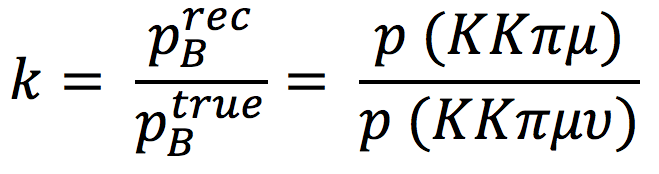 k = p_B^{rec} / p_B^{true} = p (KKπμ) / p (KKπμυ)